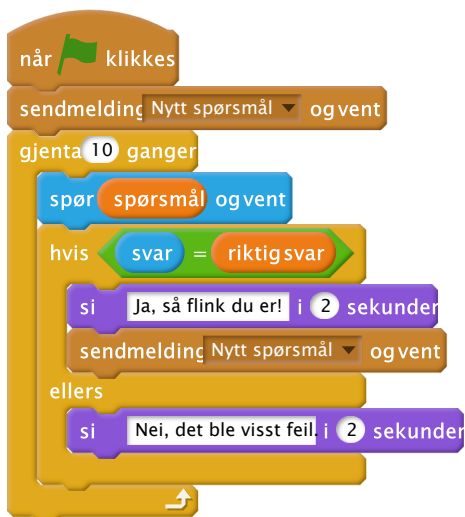 når klikkes
sendmelding Nytt spørsmål og vent
gjenta 10 ganger
spør spørsmål og vent
hvis svar = riktig svar
si Ja, så flink du er! i 2 sekunder
sendmelding Nytt spørsmål og vent
ellers
si Nei, det ble visst feil. i 2 sekunder